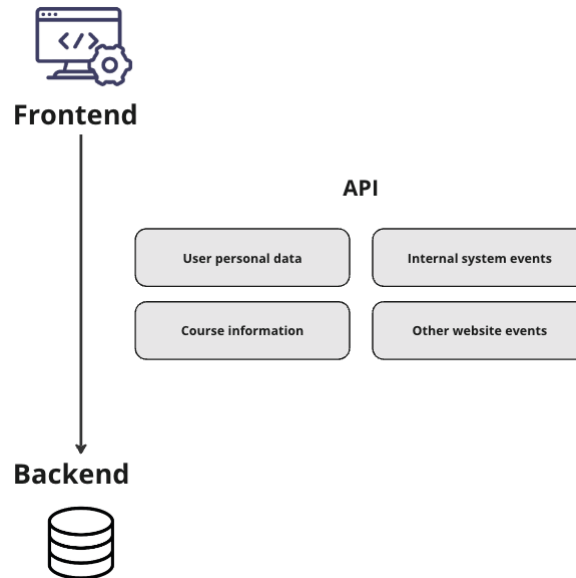 Frontend
API
User personal data
Internal system events
Course information
Other website events
Backend